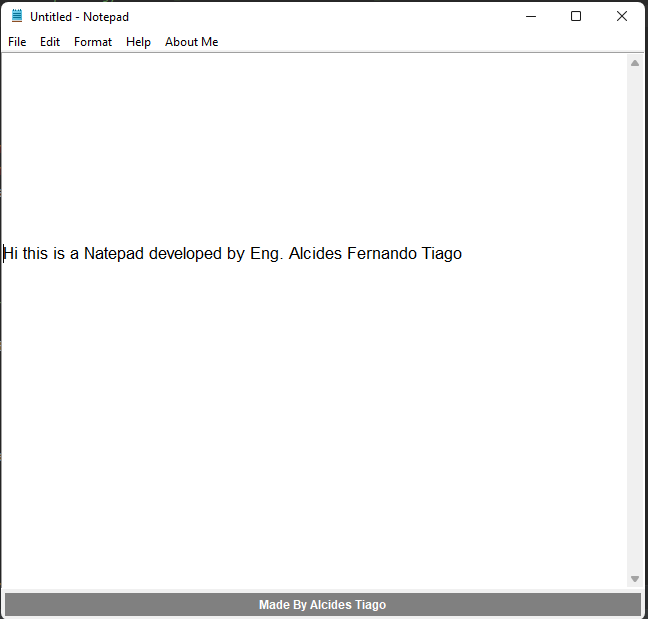 Untitled - Notepad
File Edit Format Help About Me
Hi this is a Natepad developed by Eng. Alcides Fernando Tiago
Made By Alcides Tiago